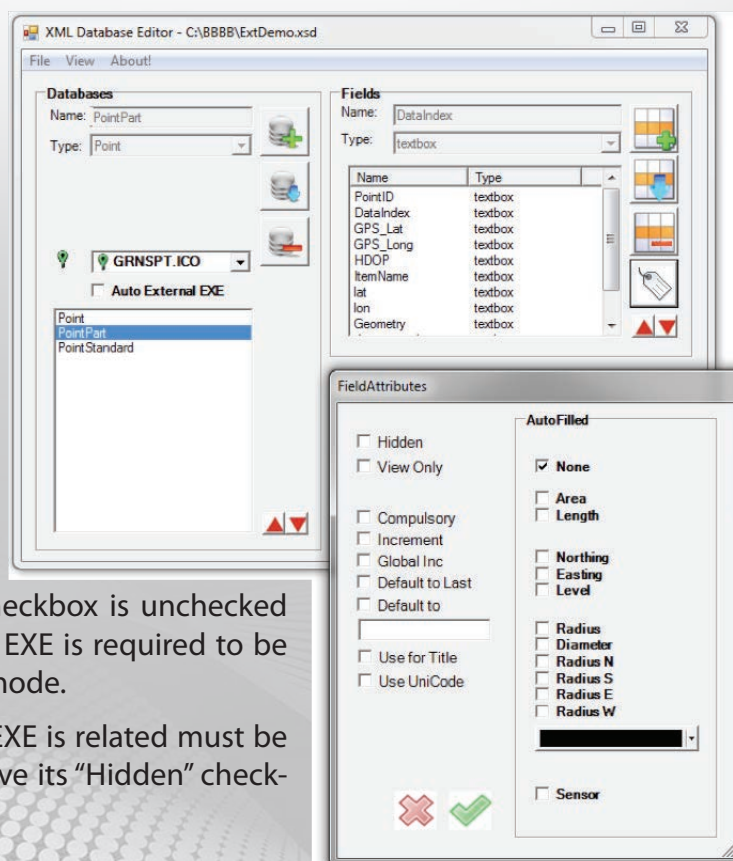 XML Database Editor - C:\BBBB\ExtDemo.xsd
File View About!
Databases
Name: PointPart
Type: Point
GRNSPT.ICO
Auto External EXE
Point
PointPart
PointStandard
Fields
Name: DataIndex
Type: textbox
Name Type
PointID textbox
DataIndex textbox
GPS_Lat textbox
GPS_Long textbox
HDOP textbox
ItemName textbox
lat textbox
lon textbox
Geometry textbox
FieldAttributes
Hidden
View Only
Compulsory
Increment
Global Inc
Default to Last
Default to
Use for Title
Use UniCode
AutoFilled
None
Area
Length
Northing
Easting
Level
Radius
Diameter
Radius N
Radius S
Radius E
Radius W
Sensor
heckbox is unchecked
EXE is required to be
node.
EXE is related must be
ve its “Hidden” check-